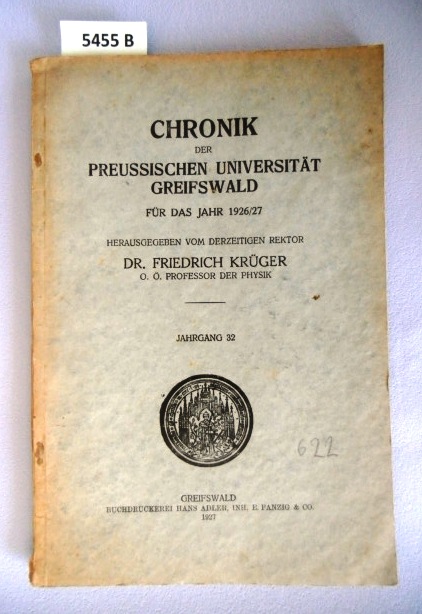 5455 B
CHRONIK
DER
PREUSSISCHEN UNIVERSITÄT
GREIFSWALD
FÜR DAS JAHR 1926/27
HERAUSGEGEBEN VOM DERZEITIGEN REKTOR
DR. FRIEDRICH KRÜGER
O. Ö. PROFESSOR DER PHYSIK
JAHRGANG 32
622
GREIFSWALD
BUCHDRUCKEREI HANS ADLER, INH. E. PANZIG & CO.
1927